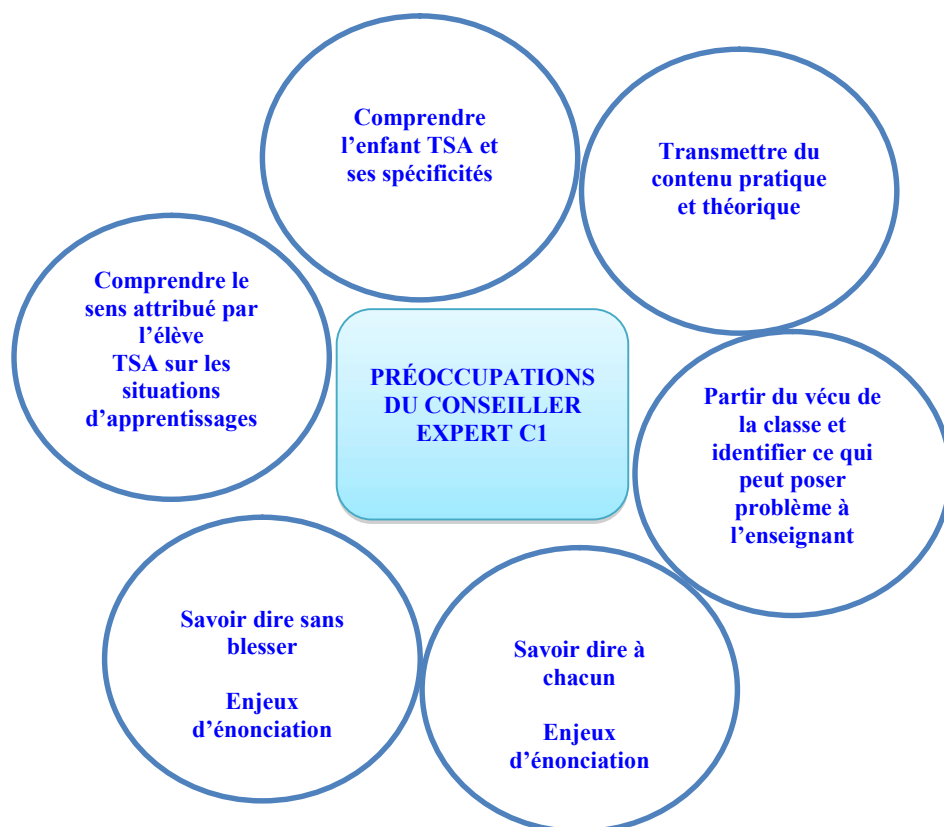 Comprendre
l’enfant TSA et
ses spécificités
Transmettre du
contenu pratique
et théorique
Comprendre le
sens attribué par
l’élève
TSA sur les
situations
d’apprentissages
PRÉOCCUPATIONS
DU CONSEILLER
EXPERT C1
Partir du vécu de
la classe et
identifier ce qui
peut poser
problème à
l’enseignant
Savoir dire sans
blesser
Enjeux
d’énonciation
Savoir dire à
chacun
Enjeux
d’énonciation